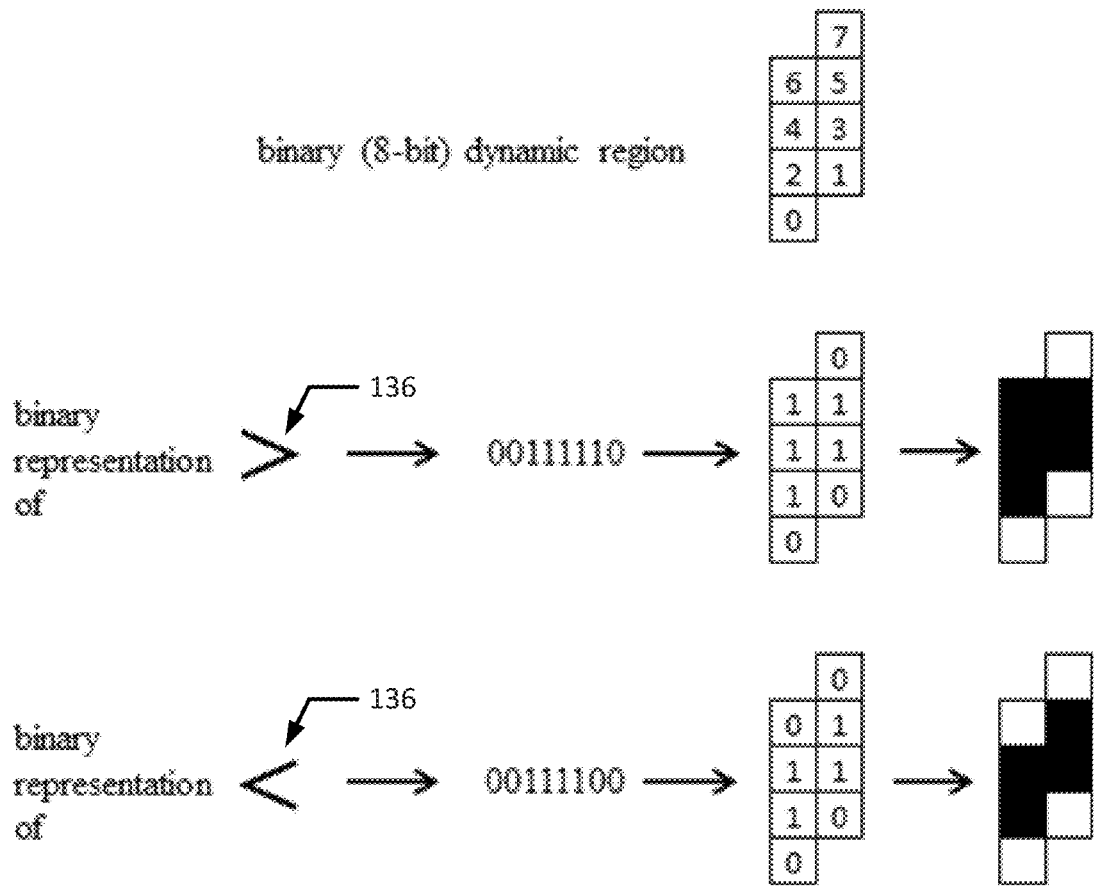 7
6 5
binary (8-bit) dynamic region
4 3
2 1
0
136
binary
representation
of
> 00111110
0
1 1
1 1
1 0
0
136
binary
representation
of
< 00111100
0
0 1
1 1
1 0
0